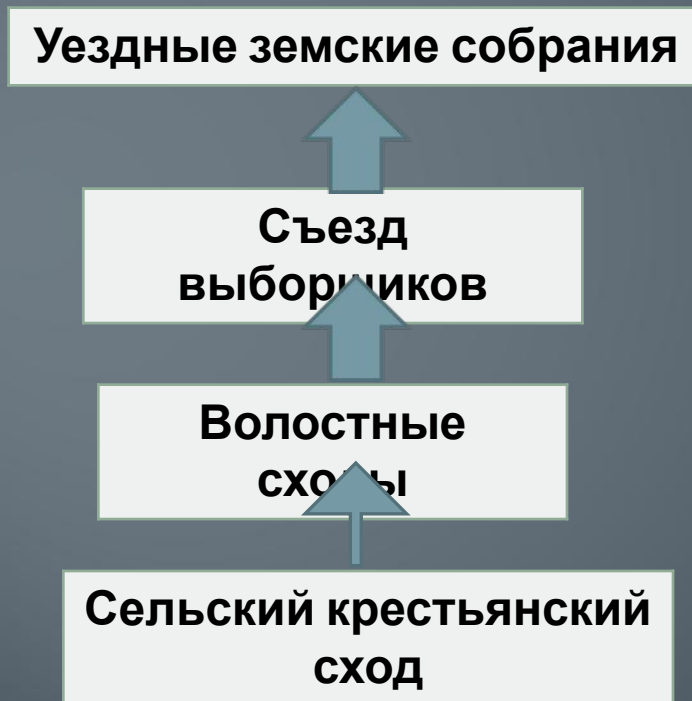 Уездные земские собрания
Съезд
выборщиков
Волостные
сходы
Сельский крестьянский
сход